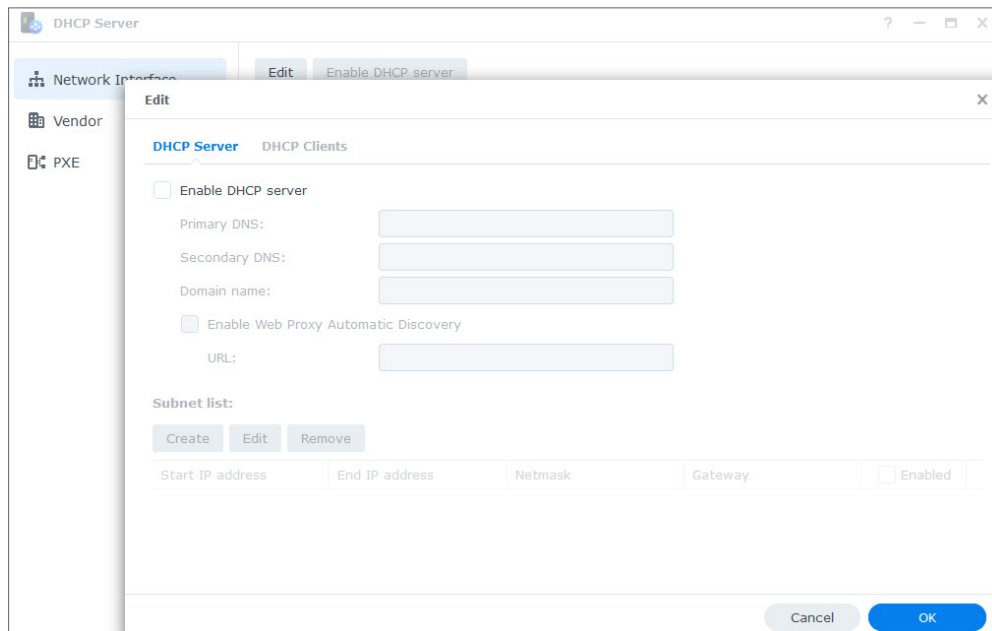 DHCP Server
?
Network Interface
Edit Enable DHCP server
Vendor
PXE
Edit
DHCP Server DHCP Clients
Enable DHCP server
Primary DNS:
Secondary DNS:
Domain name:
Enable Web Proxy Automatic Discovery
URL:
Subnet list:
Create Edit Remove
Start IP address End IP address Netmask Gateway Enabled
Cancel OK